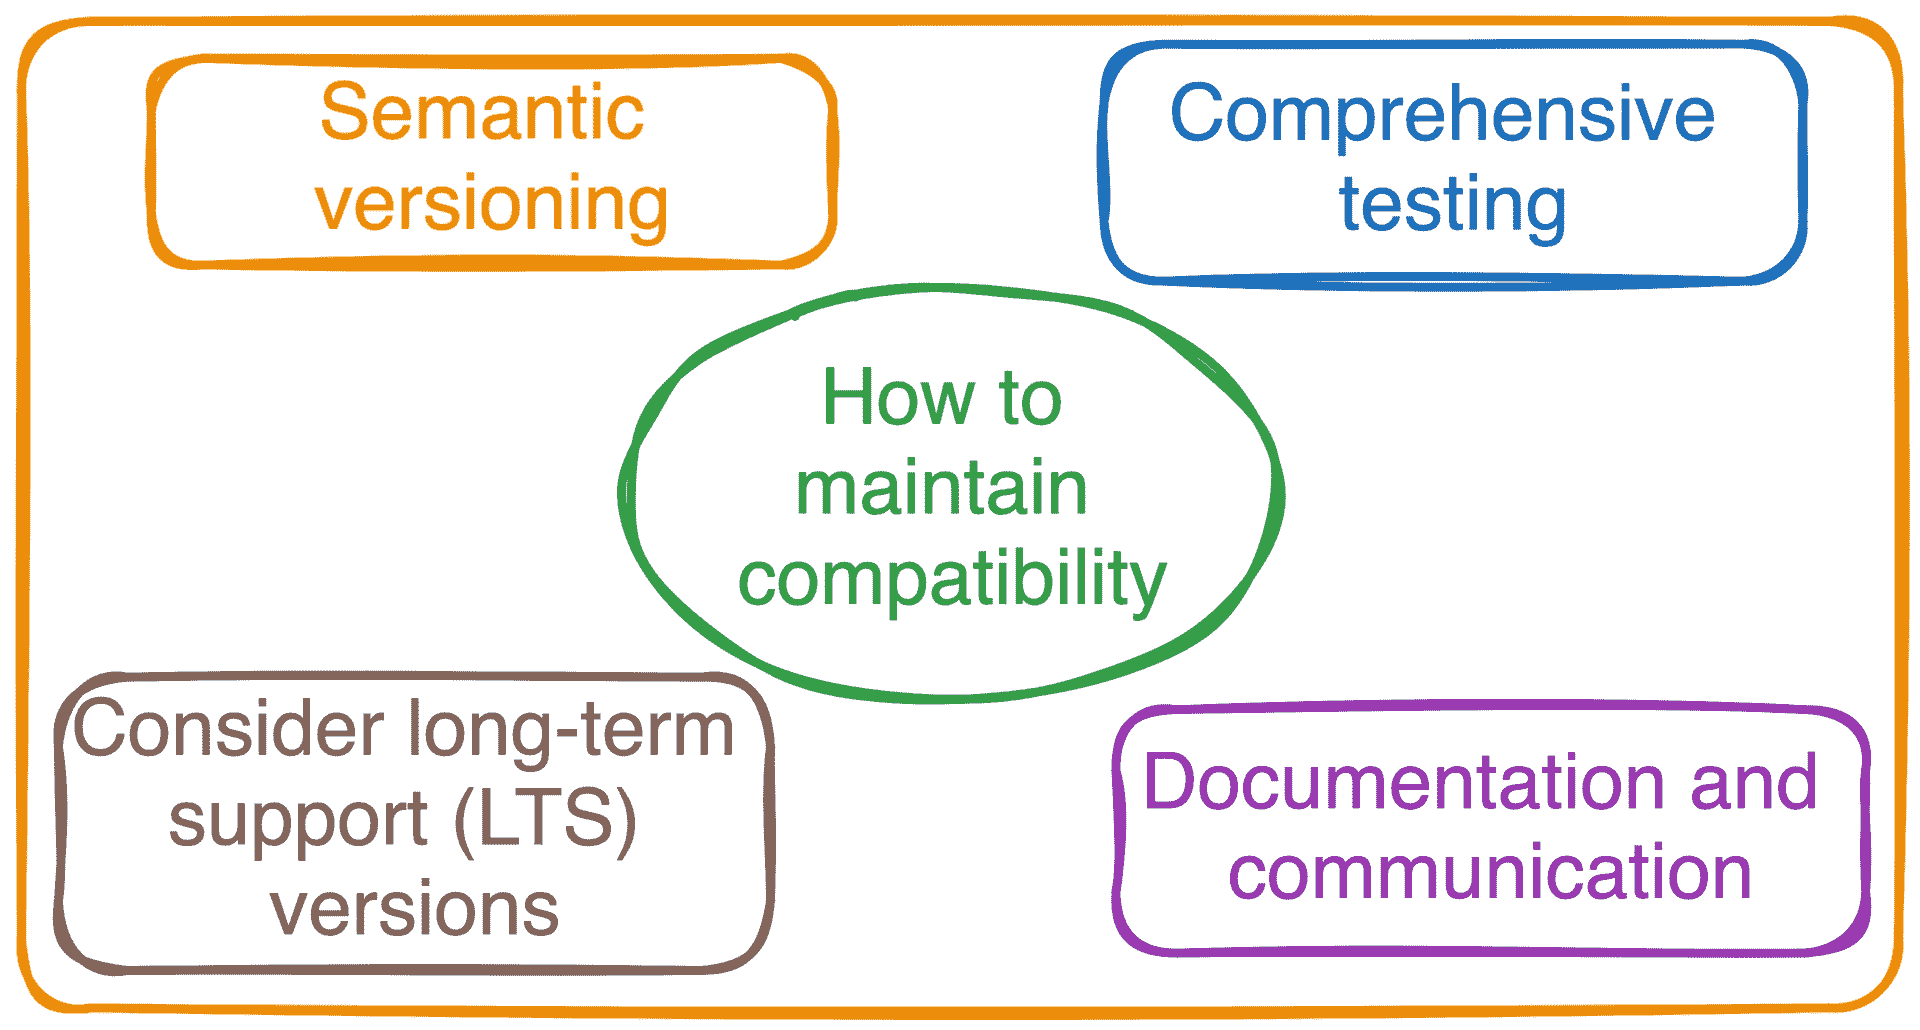 Semantic
versioning
Comprehensive
testing
How to
maintain
compatibility
Consider long-term
support (LTS)
versions
Documentation and
communication